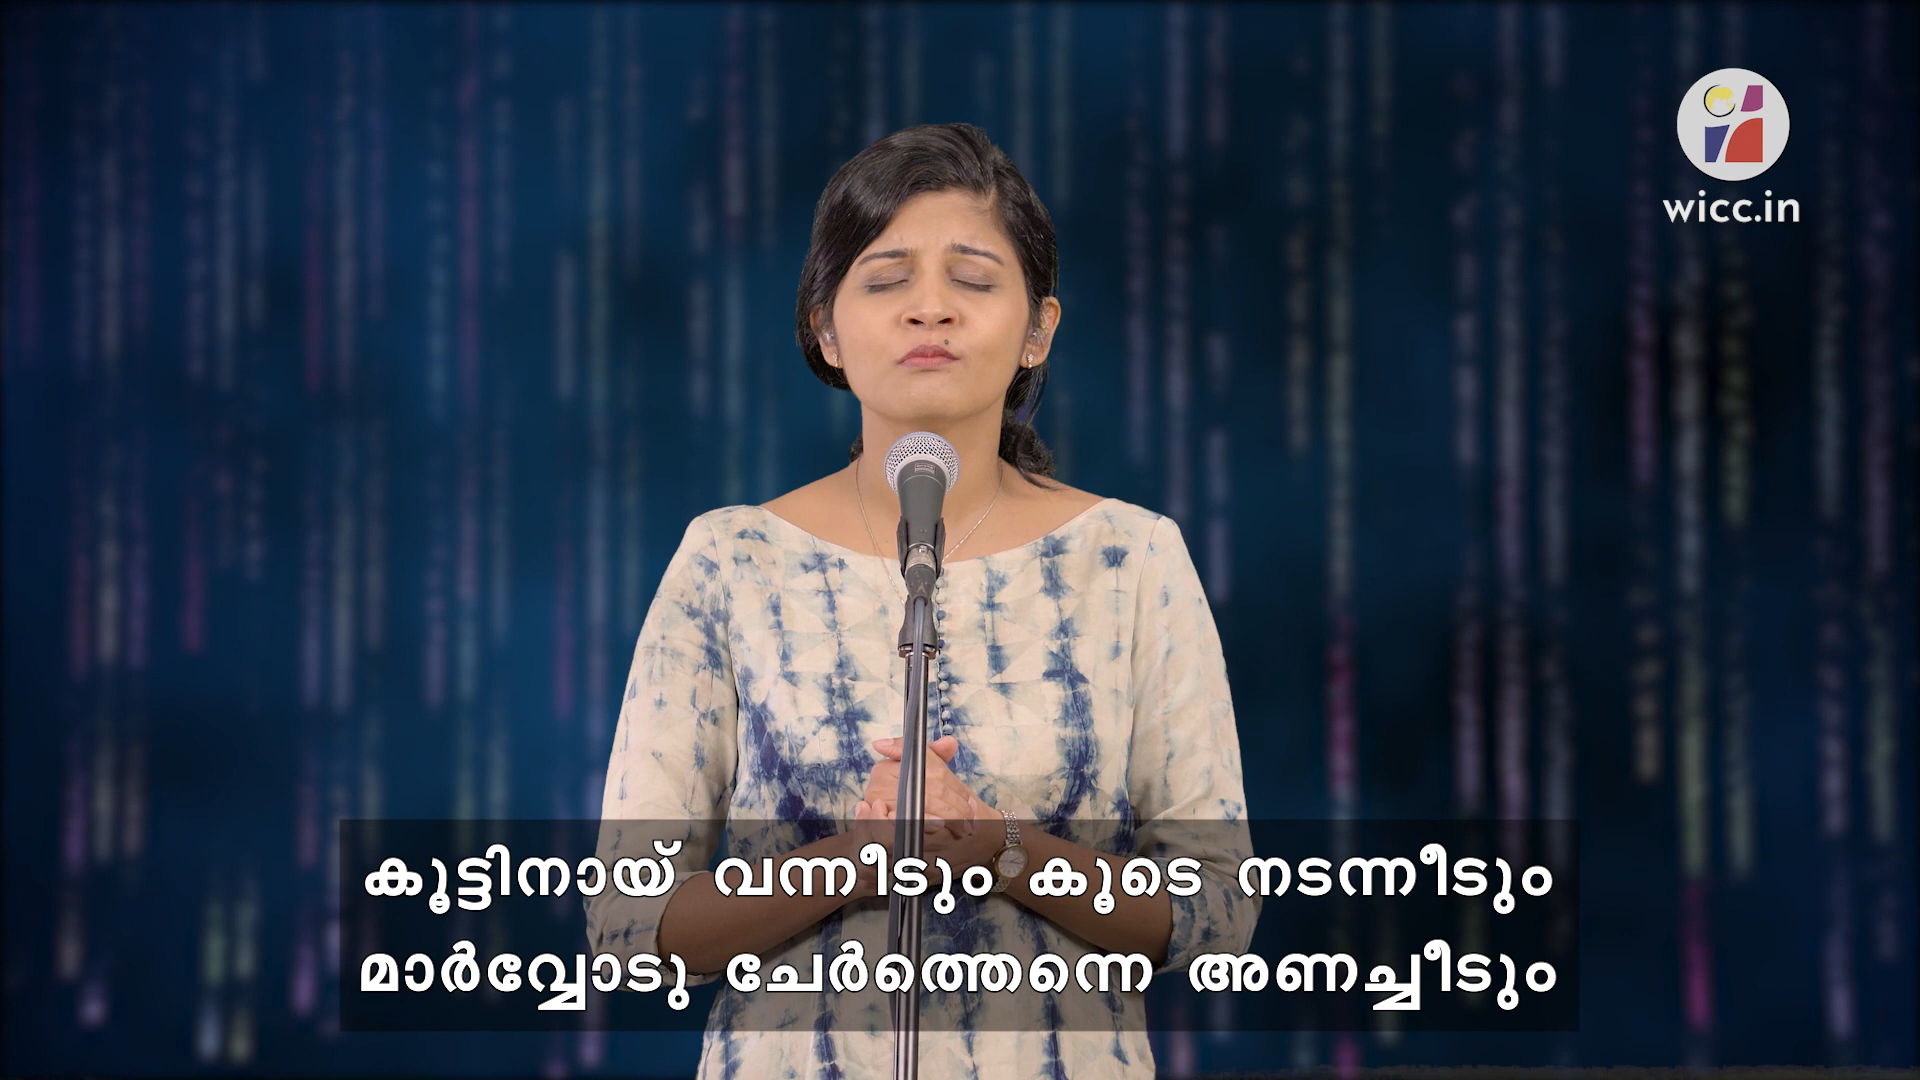 wicc.in
കൂട്ടിനായ് വന്നീടും കൂടെ നടന്നീടും
മാർവ്വോടു ചേർത്തെന്നെ അണച്ചീടും